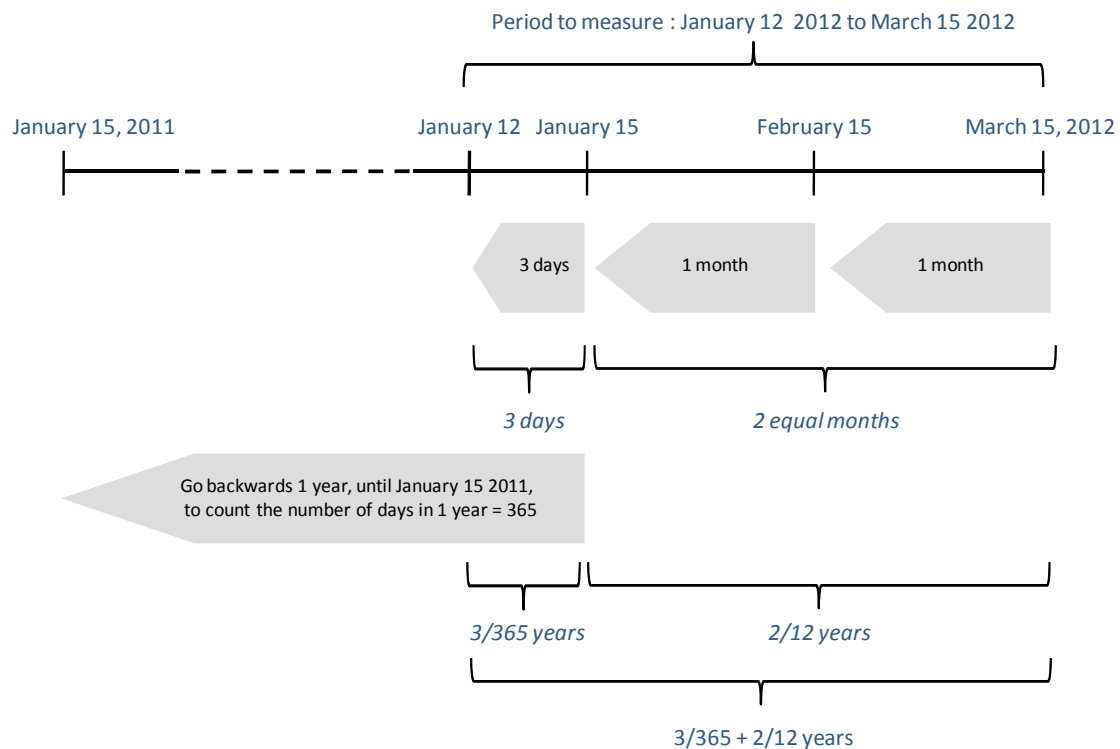 Period to measure : January 12  2012 to March 15 2012
January 15, 2011
January 12
January 15
February 15
March 15, 2012
3 days
1 month
1 month
3 days
2 equal months
Go backwards 1 year, until January 15 2011,
to count the number of days in 1 year = 365
3/365 years
2/12 years
3/365 + 2/12 years